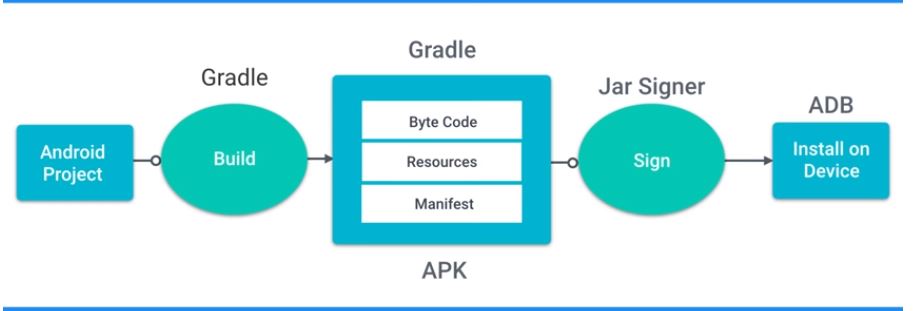 Gradle
Gradle
Jar Signer
ADB
Android
Project
Build
Byte Code
Resources
Manifest
Sign
Install on
Device
APK